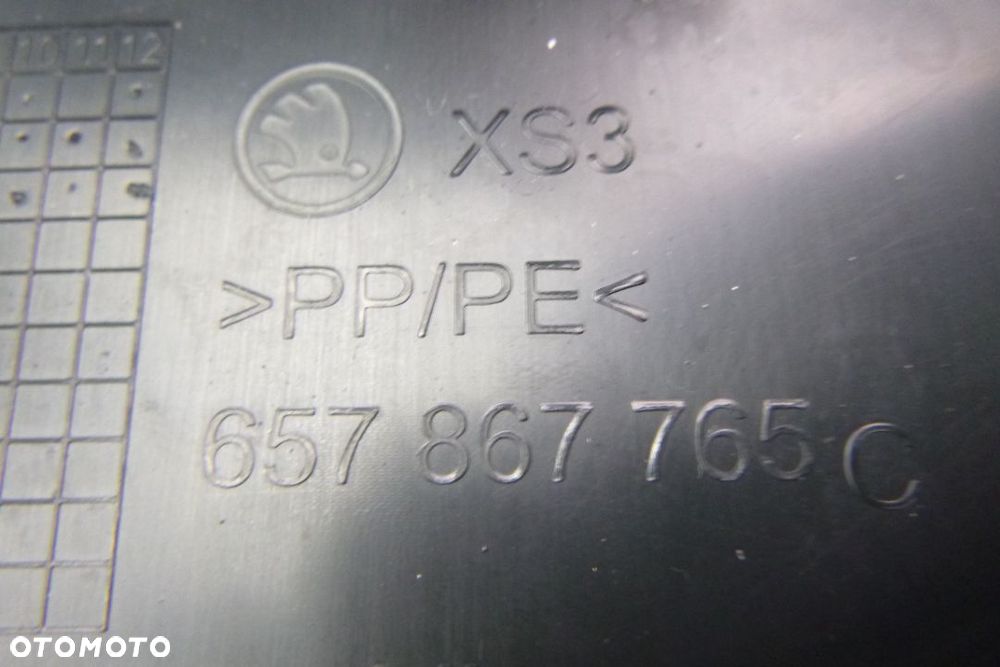 10 11 12
XS3
>PP/PE<
657 867 765 C
OTOMOTO